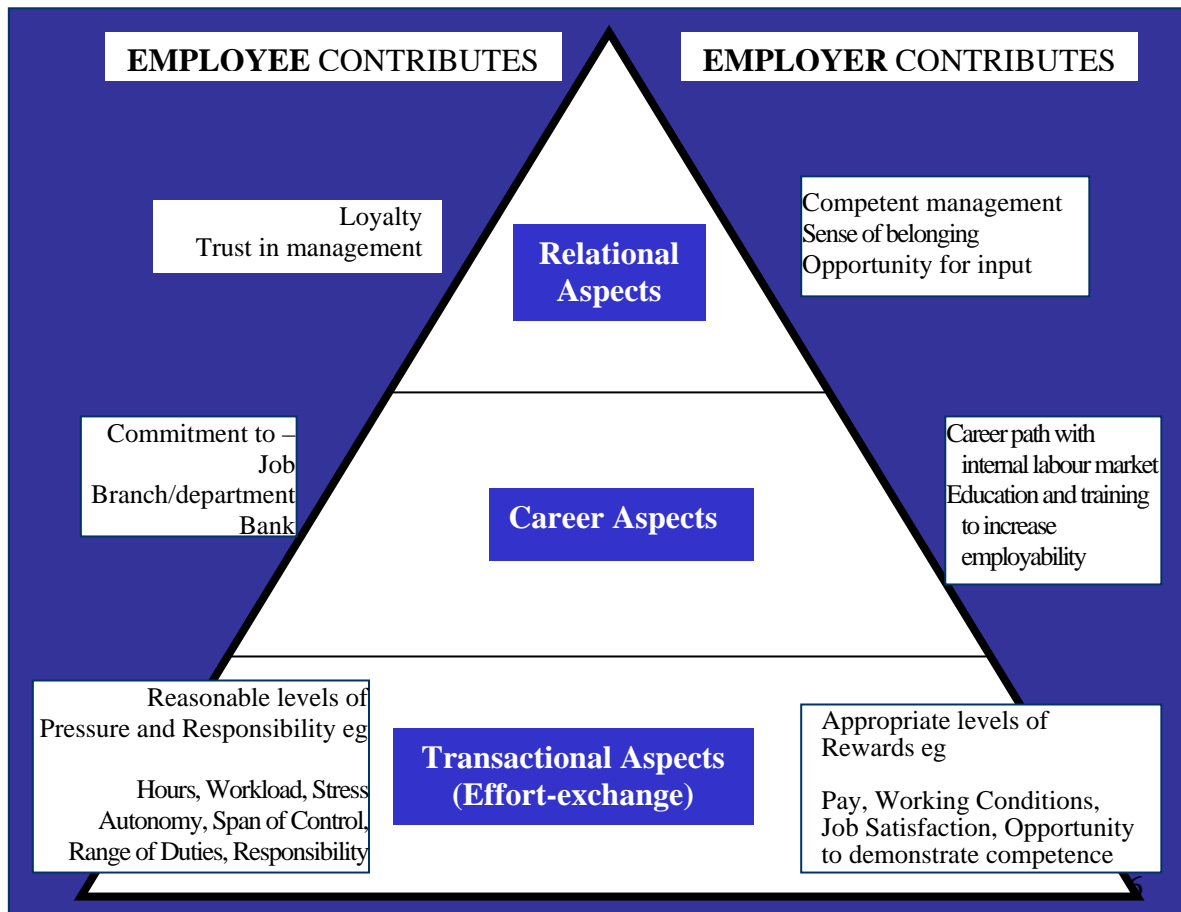 EMPLOYEE CONTRIBUTES
EMPLOYER CONTRIBUTES
Loyalty
Trust in management
Relational
Aspects
Competent management
Sense of belonging
Opportunity for input
Commitment to –
Job
Branch/department
Bank
Career Aspects
Career path with
internal labour market
Education and training
to increase
employability
Reasonable levels of
Pressure and Responsibility eg
Hours, Workload, Stress
Autonomy, Span of Control,
Range of Duties, Responsibility
Transactional Aspects
(Effort-exchange)
Appropriate levels of
Rewards eg
Pay, Working Conditions,
Job Satisfaction, Opportunity
to demonstrate competence